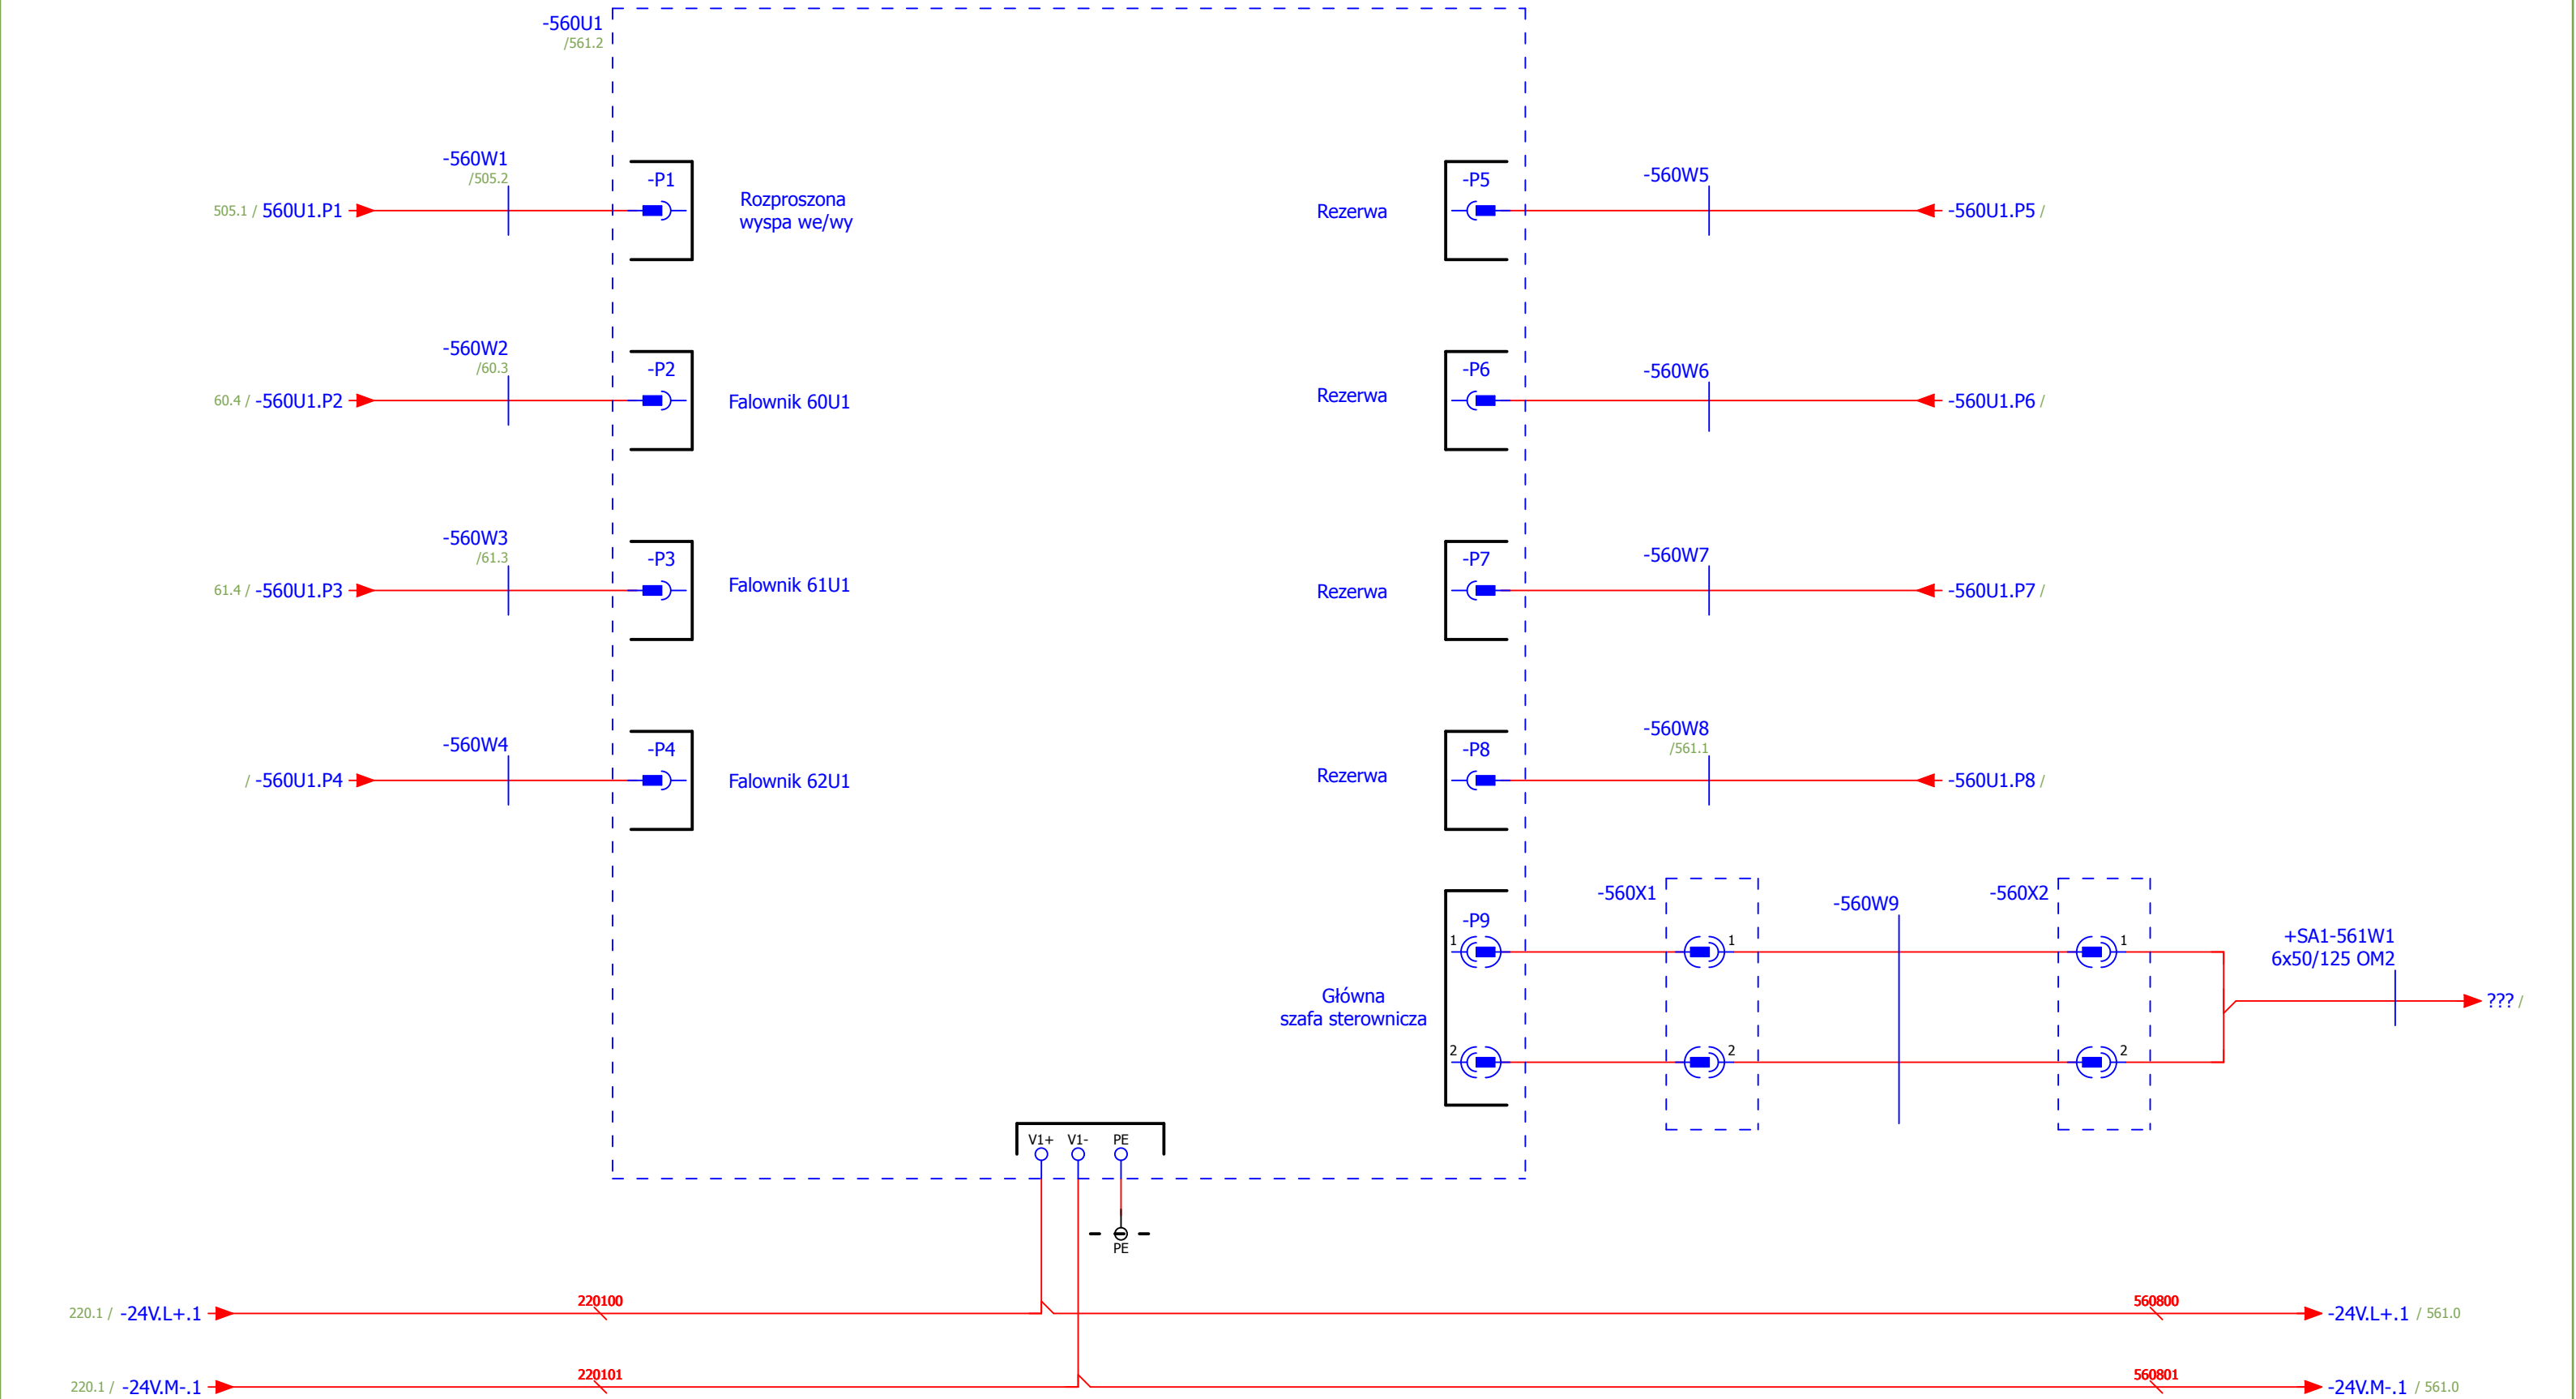 -560U1
/561.2
-560W1
/505.2
505.1 / 560U1.P1
-P1
Rozproszona
wyspa we/wy
Rezerwa
-P5
-560W5
-560U1.P5 /
-560W2
/60.3
60.4 / -560U1.P2
-P2
Falownik 60U1
Rezerwa
-P6
-560W6
-560U1.P6 /
-560W3
/61.3
61.4 / -560U1.P3
-P3
Falownik 61U1
Rezerwa
-P7
-560W7
-560U1.P7 /
-560W4
/ -560U1.P4
-P4
Falownik 62U1
Rezerwa
-P8
-560W8
/561.1
-560U1.P8 /
-P9
1
2
Główna
szafa sterownicza
-560X1
1
2
-560W9
-560X2
1
2
+SA1-561W1
6x50/125 OM2
??? /
V1+ V1- PE
PE
220.1 / -24V.L+.1
220100
560800
-24V.L+.1 / 561.0
220.1 / -24V.M-.1
220101
560801
-24V.M-.1 / 561.0